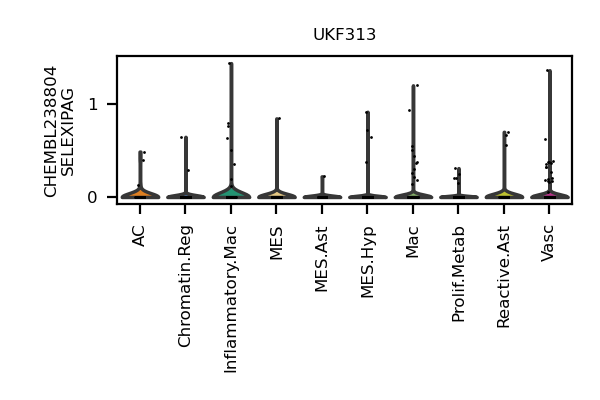 UKF313
CHEMBL238804
SELEXIPAG
1
0
AC
Chromatin.Reg
Inflammatory.Mac
MES
MES.Ast
MES.Hyp
Mac
Prolif.Metab
Reactive.Ast
Vasc